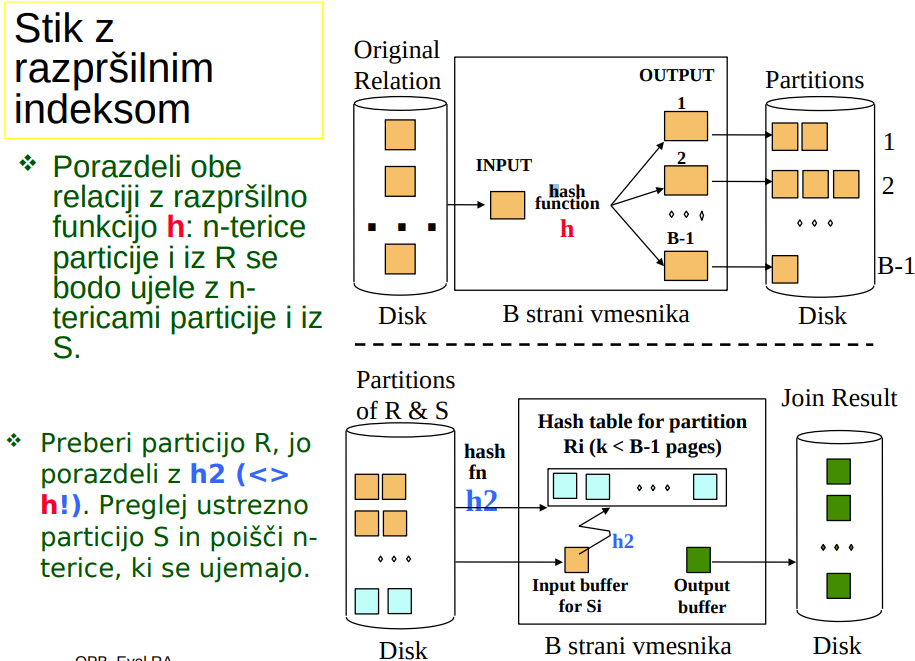 Stik z
razpršilnim
indeksom
❖ Porazdeli obe
relaciji z razpršilno
funkcijo h: n-terice
particije i iz R se
bodo ujele z n-
tericami particije i iz
S.
❖ Preberi particijo R, jo
porazdeli z h2 (<>
h!). Preglej ustrezno
particijo S in poišči n-
terice, ki se ujemajo.
Original
Relation
OUTPUT
Partitions
1
1
INPUT
2
2
hash
function
h
B-1
B-1
. . .
Disk
B strani vmesnika
Disk
Partitions
of R & S
Join Result
Hash table for partition
Ri (k < B-1 pages)
hash
fn
h2
h2
Input buffer
for Si
Output
buffer
Disk
B strani vmesnika
Disk